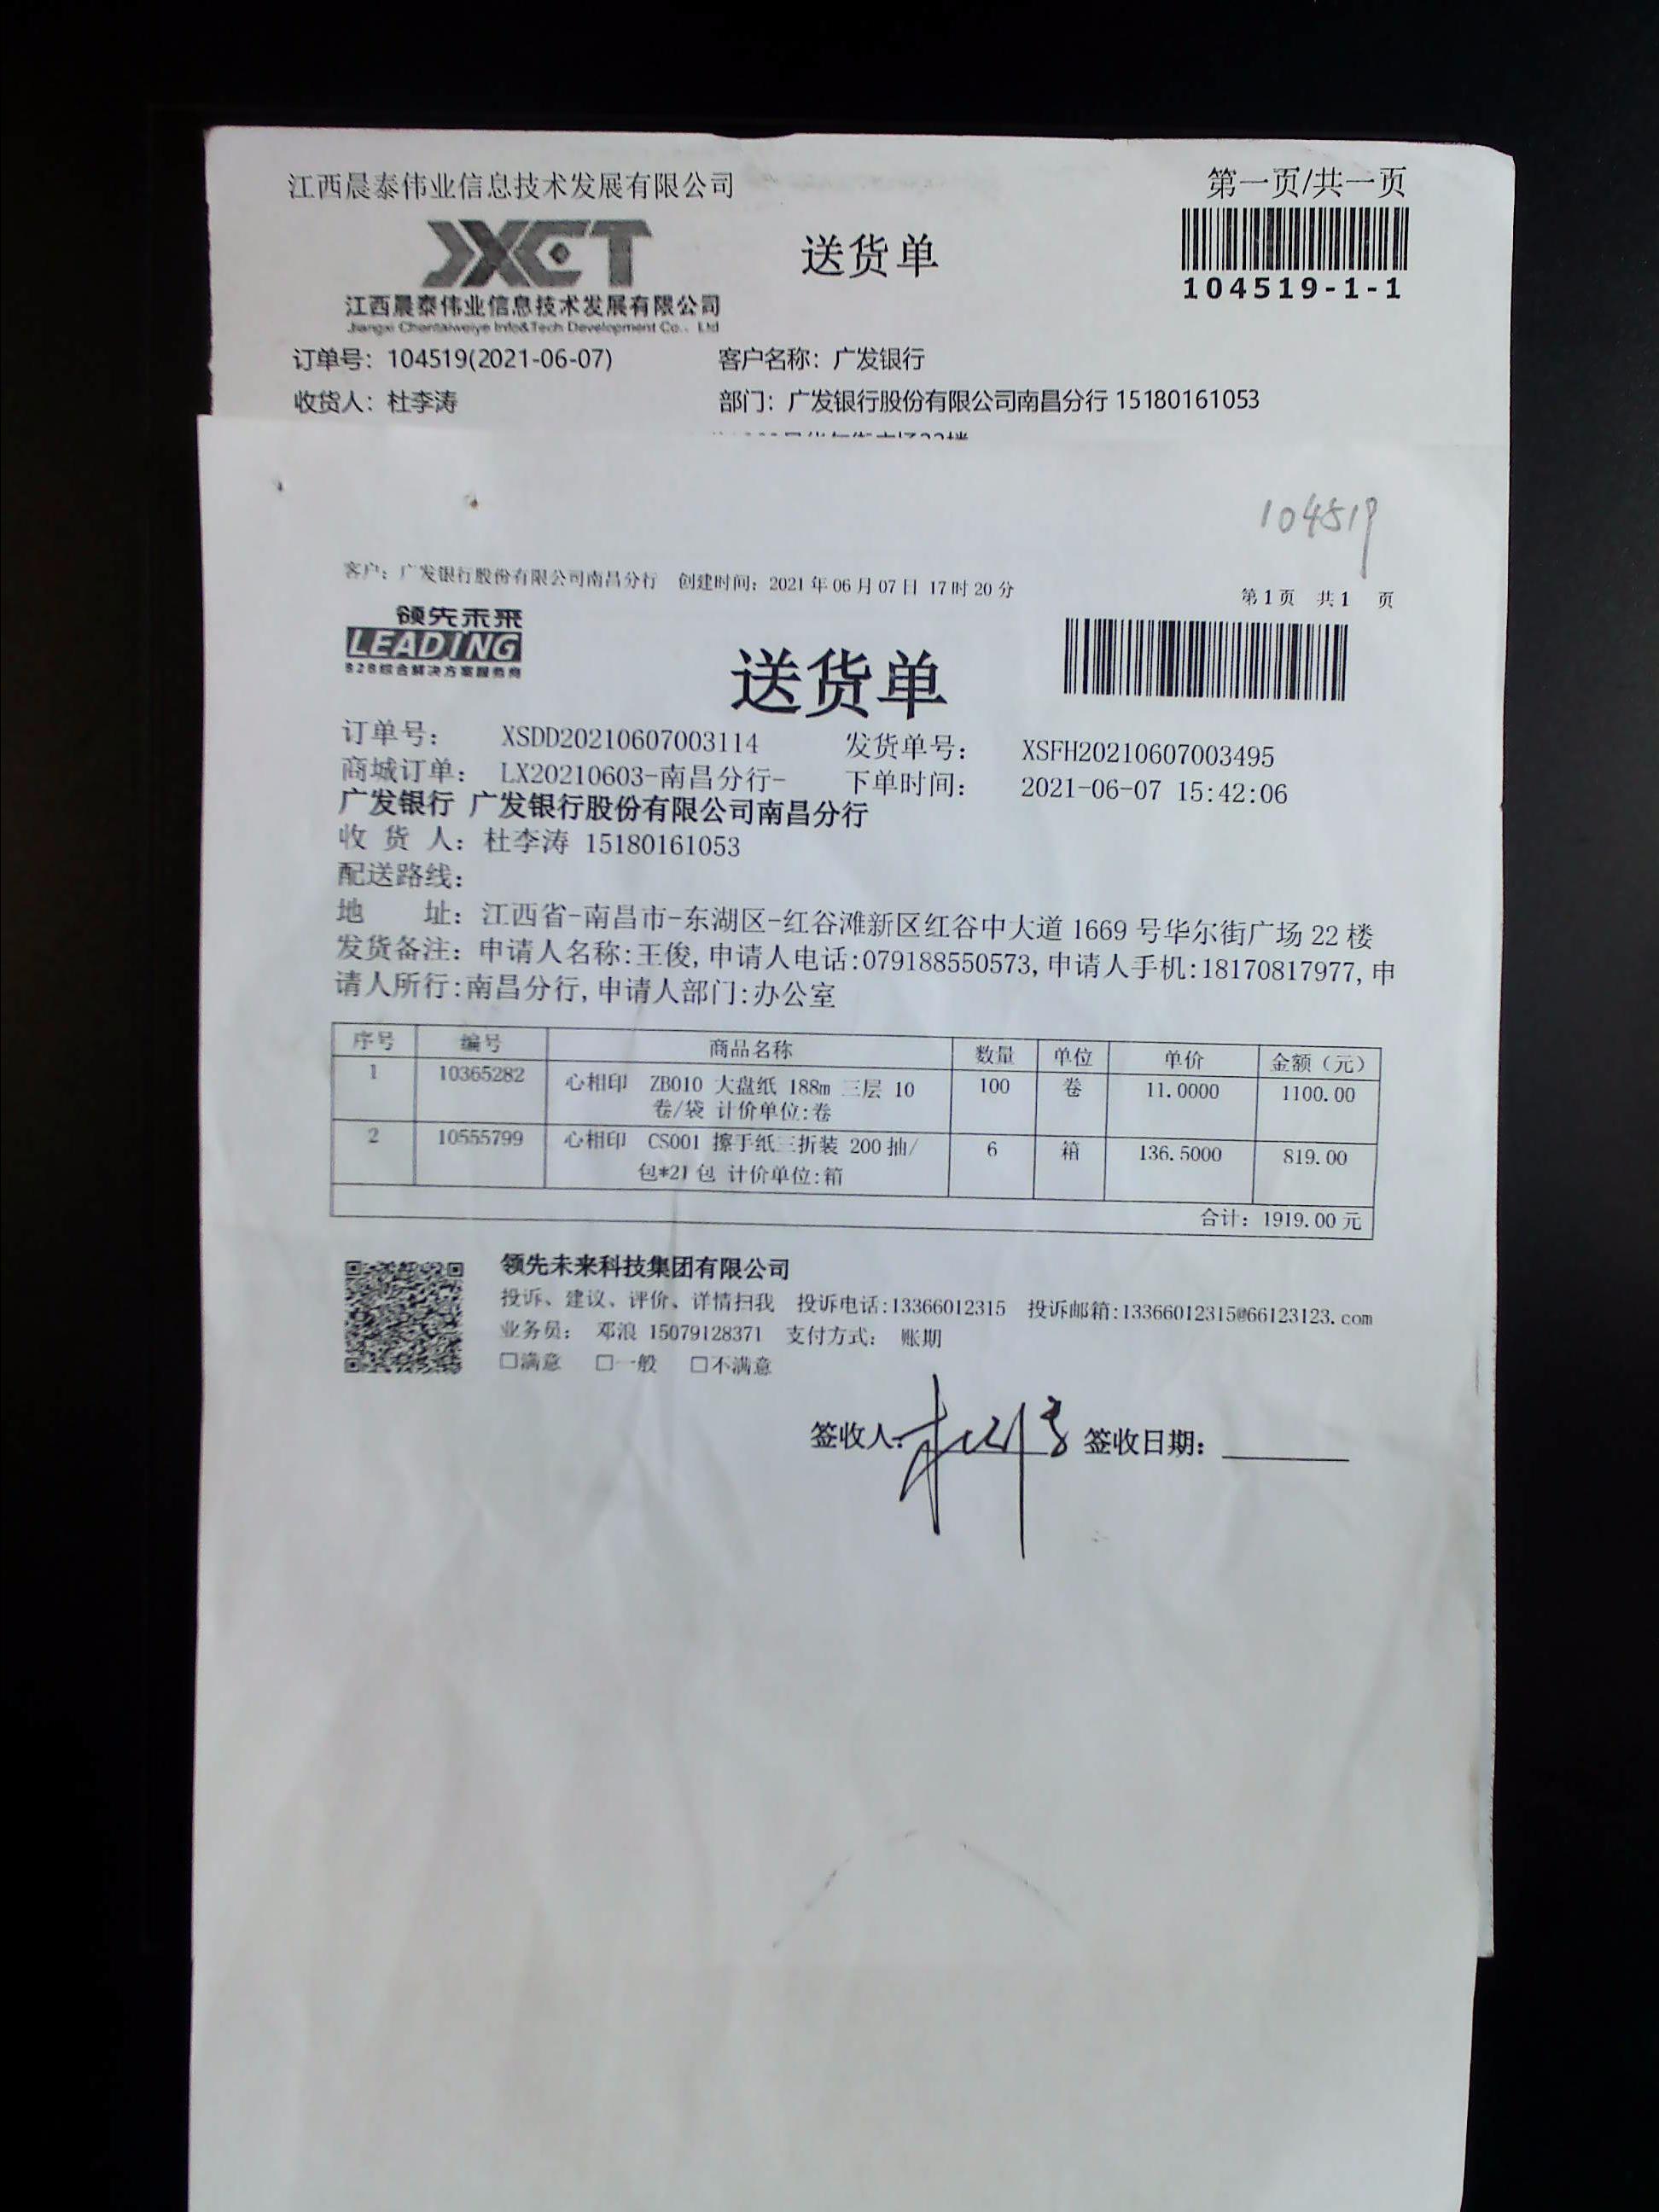 江西晨泰伟业信息技术发展有限公司
第一页/共一页
JXCT
送货单
104519-1-1
江西晨泰伟业信息技术发展有限公司
Jiangxi Chentaiweiye Info&Tech Development Co., Ltd
订单号: 104519(2021-06-07) 客户名称: 广发银行
收货人: 杜李涛 部门: 广发银行股份有限公司南昌分行 15180161053
104519
客户: 广发银行股份有限公司南昌分行 创建时间: 2021年06月07日 17时20分
第1页 共1 页
领先未来
LEADING
B2B综合解决方案服务商
送货单
订单号: XSDD20210607003114 发货单号: XSFH20210607003495
商城订单: LX20210603-南昌分行- 下单时间: 2021-06-07 15:42:06
广发银行 广发银行股份有限公司南昌分行
收 货 人: 杜李涛 15180161053
配送路线:
地 址: 江西省-南昌市-东湖区-红谷滩新区红谷中大道1669号华尔街广场22楼
发货备注: 申请人名称:王俊,申请人电话:079188550573,申请人手机:18170817977,申
请人所行:南昌分行,申请人部门:办公室
序号 编号 商品名称 数量 单位 单价 金额(元)
1 10365282 心相印 ZB010 大盘纸 188m 三层 10 100 卷 11.0000 1100.00
卷/袋 计价单位:卷
2 10555799 心相印 CS001 擦手纸三折装 200抽/ 6 箱 136.5000 819.00
包*21包 计价单位:箱
合计: 1919.00元
领先未来科技集团有限公司
投诉、建议、评价、详情扫我 投诉电话:13366012315 投诉邮箱:13366012315@66123123.com
业务员: 邓浪 15079128371 支付方式: 账期
□满意 □一般 □不满意
签收人: 签收日期: